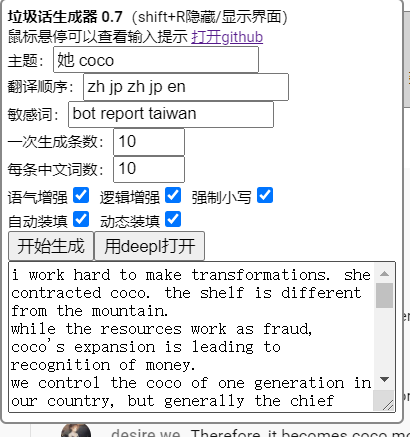 垃圾话生成器 0.7（shift+R隐藏/显示界面）
鼠标悬停可以查看输入提示 打开github
主题：她 coco
翻译顺序：zh jp zh jp en
敏感词：bot report taiwan
一次生成条数：10
每条中文词数：10
语气增强 逻辑增强 强制小写
自动装填 动态装填
开始生成 用deepl打开
i work hard to make transformations. she
contracted coco. the shelf is different
from the mountain.
while the resources work as fraud,
coco's expansion is leading to
recognition of money.
we control the coco of one generation in
our country, but generally the chief
desire we Therefore, it becomes coco